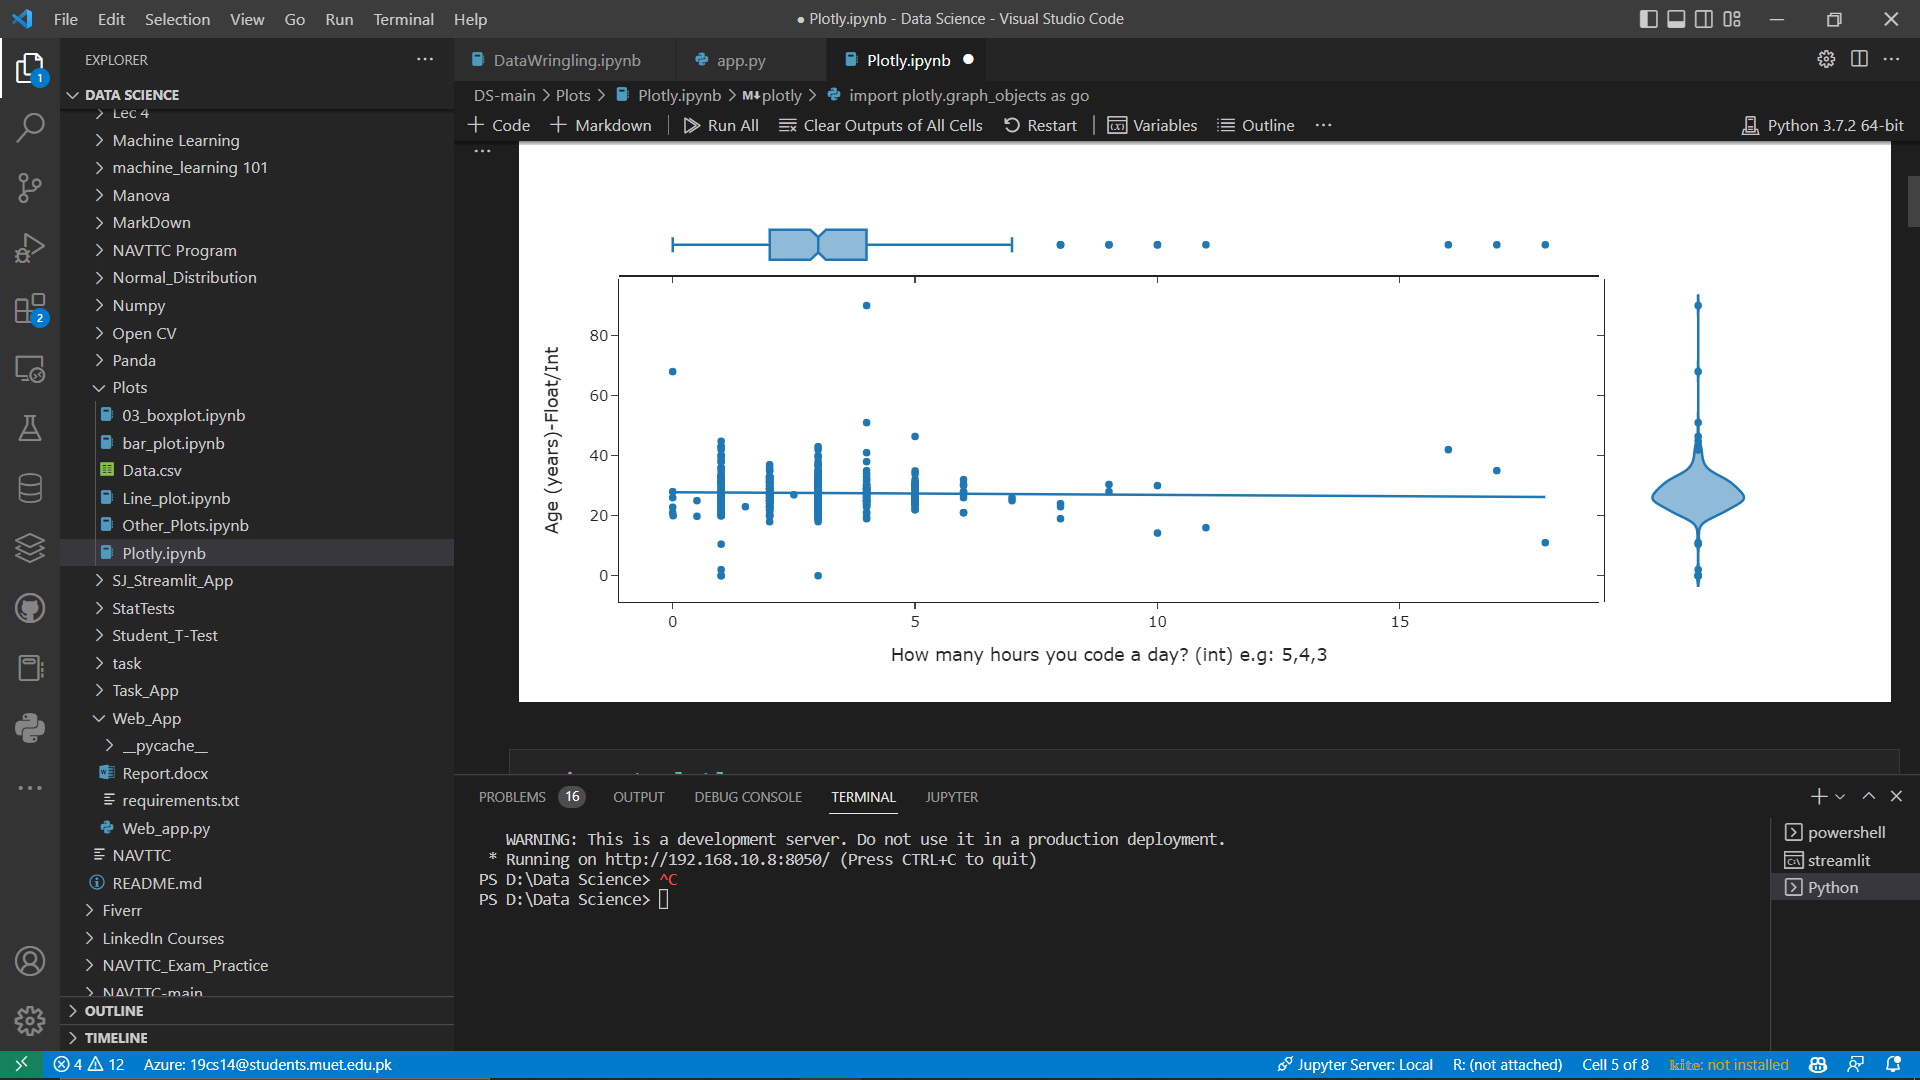 File Edit Selection View Go Run Terminal Help
● Plotly.ipynb - Data Science - Visual Studio Code
EXPLORER
DataWringling.ipynb app.py Plotly.ipynb
DATA SCIENCE
DS-main > Plots > Plotly.ipynb > M↓plotly > import plotly.graph_objects as go
+ Code + Markdown Run All Clear Outputs of All Cells Restart Variables Outline ... Python 3.7.2 64-bit
Lec 4
Machine Learning
machine_learning 101
Manova
MarkDown
NAVTTC Program
Normal_Distribution
Numpy
Open CV
Panda
Plots
03_boxplot.ipynb
bar_plot.ipynb
Data.csv
Line_plot.ipynb
Other_Plots.ipynb
Plotly.ipynb
SJ_Streamlit_App
StatTests
Student_T-Test
task
Task_App
Web_App
__pycache__
Report.docx
requirements.txt
Web_app.py
NAVTTC
README.md
Fiverr
LinkedIn Courses
NAVTTC_Exam_Practice
NAVTTC-main
OUTLINE
TIMELINE
1
2
Age (years)-Float/Int
80
60
40
20
0
0 5 10 15
How many hours you code a day? (int) e.g: 5,4,3
PROBLEMS 16 OUTPUT DEBUG CONSOLE TERMINAL JUPYTER
WARNING: This is a development server. Do not use it in a production deployment.
* Running on http://192.168.10.8:8050/ (Press CTRL+C to quit)
PS D:\Data Science> ^C
PS D:\Data Science>
powershell
streamlit
Python
4 12 Azure: 19cs14@students.muet.edu.pk Jupyter Server: Local R: (not attached) Cell 5 of 8 kite: not installed